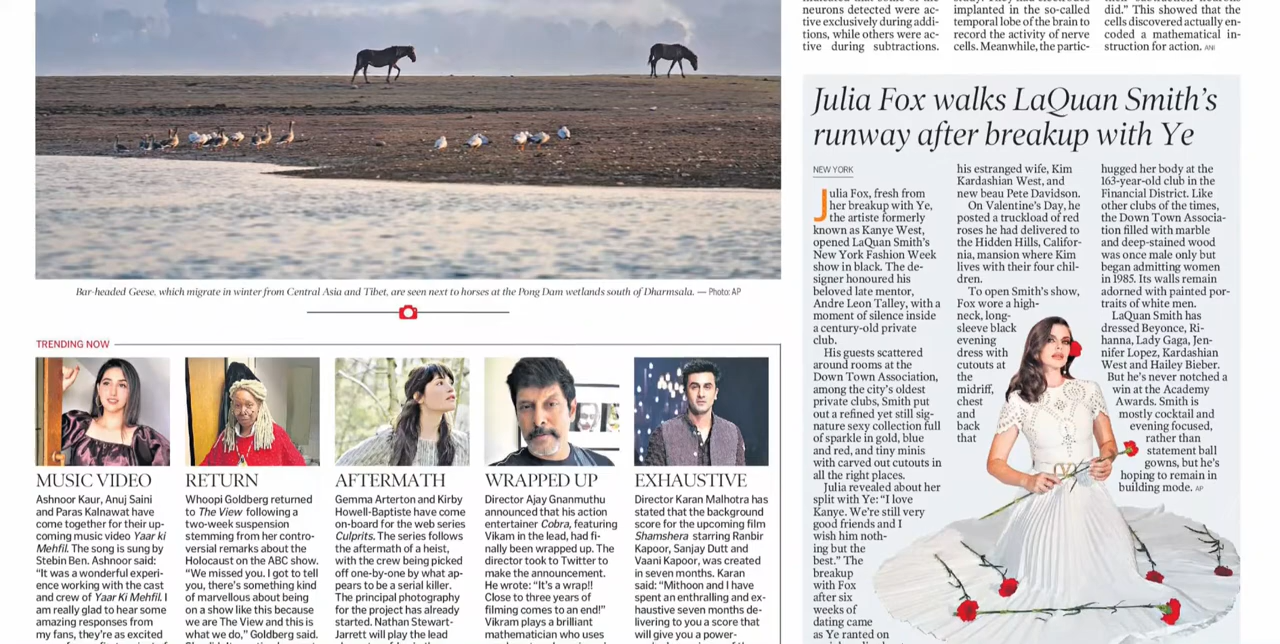 neurons detected were ac-
tive exclusively during addi-
tions, while others were ac-
tive during subtractions.
implanted in the so-called
temporal lobe of the brain to
record the activity of nerve
cells. Meanwhile, the partic-
did.” This showed that the
cells discovered actually en-
coded a mathematical in-
struction for action. ANI
Bar-headed Geese, which migrate in winter from Central Asia and Tibet, are seen next to horses at the Pong Dam wetlands south of Dharmsala. — Photo: AP
Julia Fox walks LaQuan Smith’s
runway after breakup with Ye
NEW YORK
Julia Fox, fresh from
her breakup with Ye,
the artiste formerly
known as Kanye West,
opened LaQuan Smith’s
New York Fashion Week
show in black. The de-
signer honoured his
beloved late mentor,
Andre Leon Talley, with a
moment of silence inside
a century-old private
club.
His guests scattered
around rooms at the
Down Town Association,
among the city’s oldest
private clubs, Smith put
out a refined yet still sig-
nature sexy collection full
of sparkle in gold, blue
and red, and tiny minis
with carved out cutouts in
all the right places.
Julia revealed about her
split with Ye: “I love
Kanye. We’re still very
good friends and I
wish him noth-
ing but the
best.” The
breakup
with Fox
after six
weeks of
dating came
as Ye ranted on
his estranged wife, Kim
Kardashian West, and
new beau Pete Davidson.
On Valentine’s Day, he
posted a truckload of red
roses he had delivered to
the Hidden Hills, Califor-
nia, mansion where Kim
lives with their four chil-
dren.
To open Smith’s show,
Fox wore a high-
neck, long-
sleeve black
evening
dress with
cutouts at
the
midriff,
chest
and
back
that
hugged her body at the
163-year-old club in the
Financial District. Like
other clubs of the times,
the Down Town Associa-
tion filled with marble
and deep-stained wood
was once male only but
began admitting women
in 1985. Its walls remain
adorned with painted por-
traits of white men.
LaQuan Smith has
dressed Beyonce, Ri-
hanna, Lady Gaga, Jen-
nifer Lopez, Kardashian
West and Hailey Bieber.
But he’s never notched a
win at the Academy
Awards. Smith is
mostly cocktail and
evening focused,
rather than
statement ball
gowns, but he’s
hoping to remain in
building mode. AP
TRENDING NOW
MUSIC VIDEO
Ashnoor Kaur, Anuj Saini
and Paras Kalnawat have
come together for their up-
coming music video Yaar ki
Mehfil. The song is sung by
Stebin Ben. Ashnoor said:
“It was a wonderful experi-
ence working with the cast
and crew of Yaar Ki Mehfil. I
am really glad to hear some
amazing responses from
my fans, they’re as excited
RETURN
Whoopi Goldberg returned
to The View following a
two-week suspension
stemming from her contro-
versial remarks about the
Holocaust on the ABC show.
“We missed you. I got to tell
you, there’s something kind
of marvellous about being
on a show like this because
we are The View and this is
what we do,” Goldberg said.
AFTERMATH
Gemma Arterton and Kirby
Howell-Baptiste have come
on-board for the web series
Culprits. The series follows
the aftermath of a heist,
with the crew being picked
off one-by-one by what ap-
pears to be a serial killer.
The principal photography
for the project has already
started. Nathan Stewart-
Jarrett will play the lead
WRAPPED UP
Director Ajay Gnanmuthu
announced that his action
entertainer Cobra, featuring
Vikam in the lead, had fi-
nally been wrapped up. The
director took to Twitter to
make the announcement.
He wrote: “It’s a wrap!!
Close to three years of
filming comes to an end!”
Vikram plays a brilliant
mathematician who uses
EXHAUSTIVE
Director Karan Malhotra has
stated that the background
score for the upcoming film
Shamshera starring Ranbir
Kapoor, Sanjay Dutt and
Vaani Kapoor, was created
in seven months. Karan
said: “Mithoon and I have
spent an enthralling and ex-
haustive seven months de-
livering to you a score that
will give you a power-